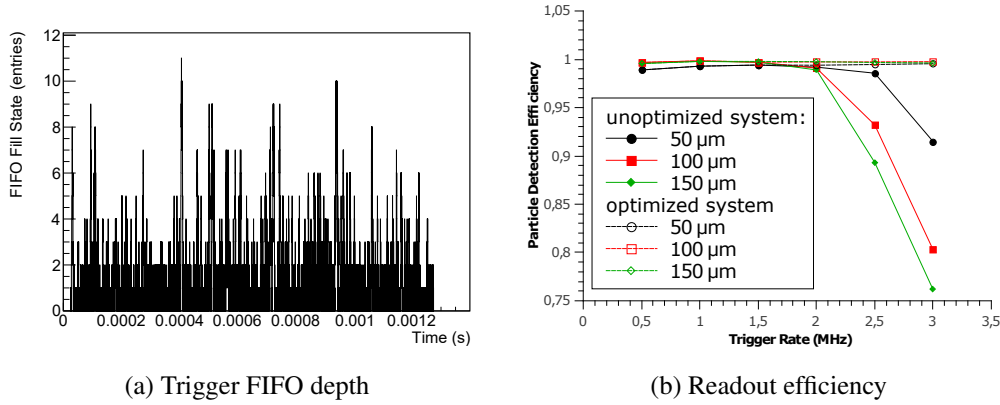 FIFO Fill State (entries)
12
10
8
6
4
2
0
0 0.0002 0.0004 0.0006 0.0008 0.001 0.0012
Time (s)
(a) Trigger FIFO depth
Particle Detection Efficiency
1,05
1
0,95
0,9
0,85
0,8
0,75
unoptimized system:
50 μm
100 μm
150 μm
optimized system
50 μm
100 μm
150 μm
0 0,5 1 1,5 2 2,5 3 3,5
Trigger Rate (MHz)
(b) Readout efficiency